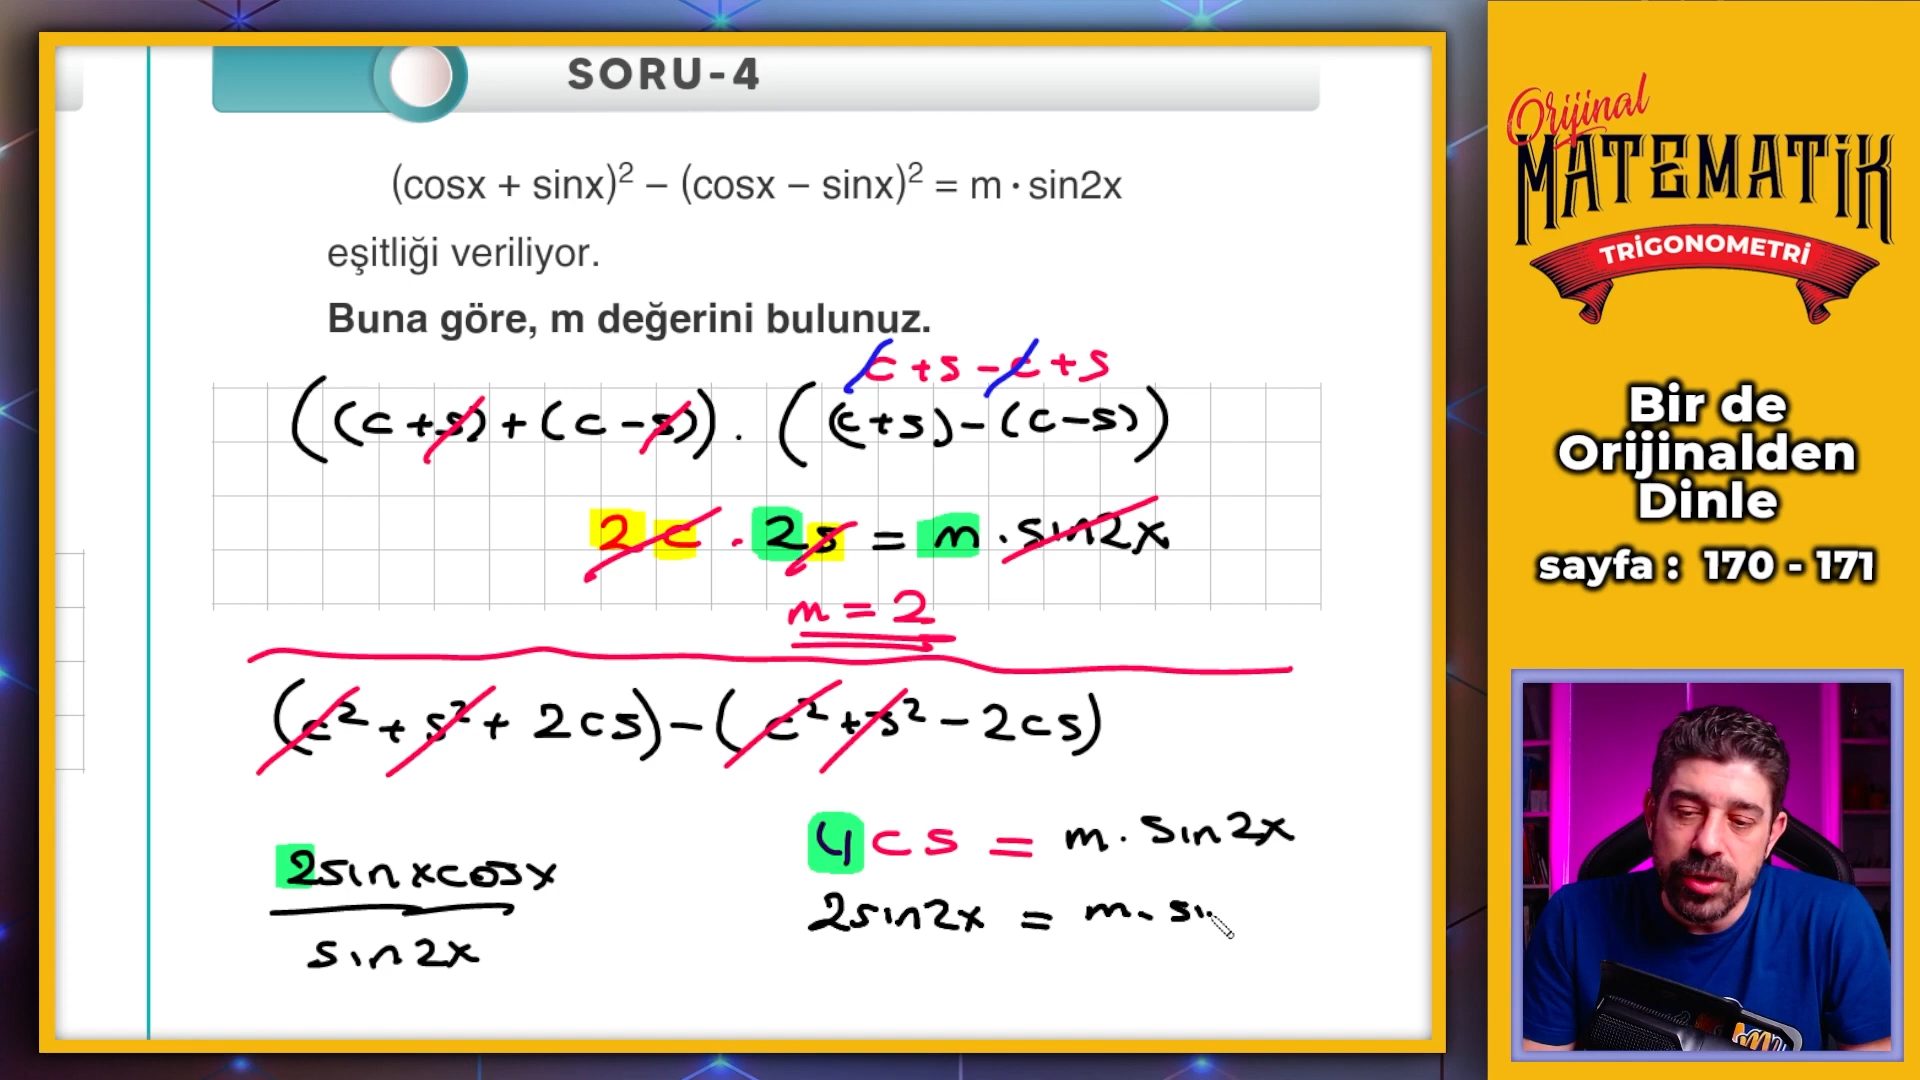 SORU-4
(cosx + sinx)² – (cosx – sinx)² = m · sin2x
eşitliği veriliyor.
Buna göre, m değerini bulunuz.
c + s - c + s
((c + s) + (c - s)) · ((c + s) - (c - s))
2c · 2s = m · sin2x
m = 2
(c² + s² + 2cs) - (c² + s² - 2cs)
4cs = m · sin2x
2sinxcosx
sin2x
2sin2x = m · si
Orijinal
MATEMATİK
TRİGONOMETRİ
Bir de
Orijinalden
Dinle
sayfa : 170 - 171